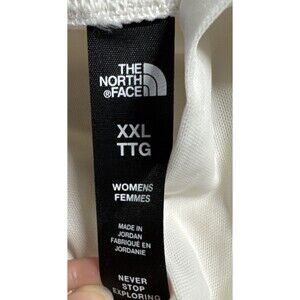 THE
NORTH
®FACE
XXL
TTG
WOMENS
FEMMES
MADE IN
JORDAN
FABRIQUÉ EN
JORDANIE
NEVER
STOP
EXPLORING